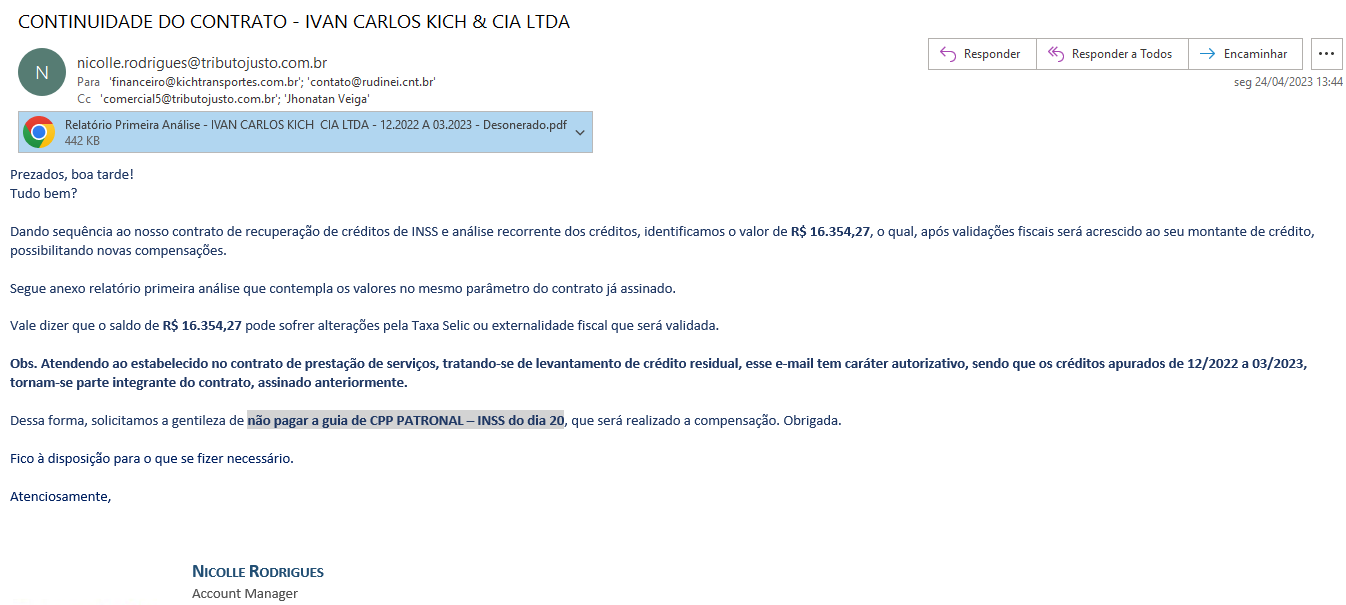 CONTINUIDADE DO CONTRATO - IVAN CARLOS KICH & CIA LTDA
N
nicolle.rodrigues@tributojusto.com.br
Para 'financeiro@kichtransportes.com.br'; 'contato@rudinei.cnt.br'
Cc 'comercial5@tributojusto.com.br'; 'Jhonatan Veiga'
Responder
Responder a Todos
Encaminhar
seg 24/04/2023 13:44
Relatório Primeira Análise - IVAN CARLOS KICH CIA LTDA - 12.2022 A 03.2023 - Desonerado.pdf
442 KB
Prezados, boa tarde!
Tudo bem?
Dando sequência ao nosso contrato de recuperação de créditos de INSS e análise recorrente dos créditos, identificamos o valor de R$ 16.354,27, o qual, após validações fiscais será acrescido ao seu montante de crédito,
possibilitando novas compensações.
Segue anexo relatório primeira análise que contempla os valores no mesmo parâmetro do contrato já assinado.
Vale dizer que o saldo de R$ 16.354,27 pode sofrer alterações pela Taxa Selic ou externalidade fiscal que será validada.
Obs. Atendendo ao estabelecido no contrato de prestação de serviços, tratando-se de levantamento de crédito residual, esse e-mail tem caráter autorizativo, sendo que os créditos apurados de 12/2022 a 03/2023,
tornam-se parte integrante do contrato, assinado anteriormente.
Dessa forma, solicitamos a gentileza de não pagar a guia de CPP PATRONAL – INSS do dia 20, que será realizado a compensação. Obrigada.
Fico à disposição para o que se fizer necessário.
Atenciosamente,
NICOLLE RODRIGUES
Account Manager